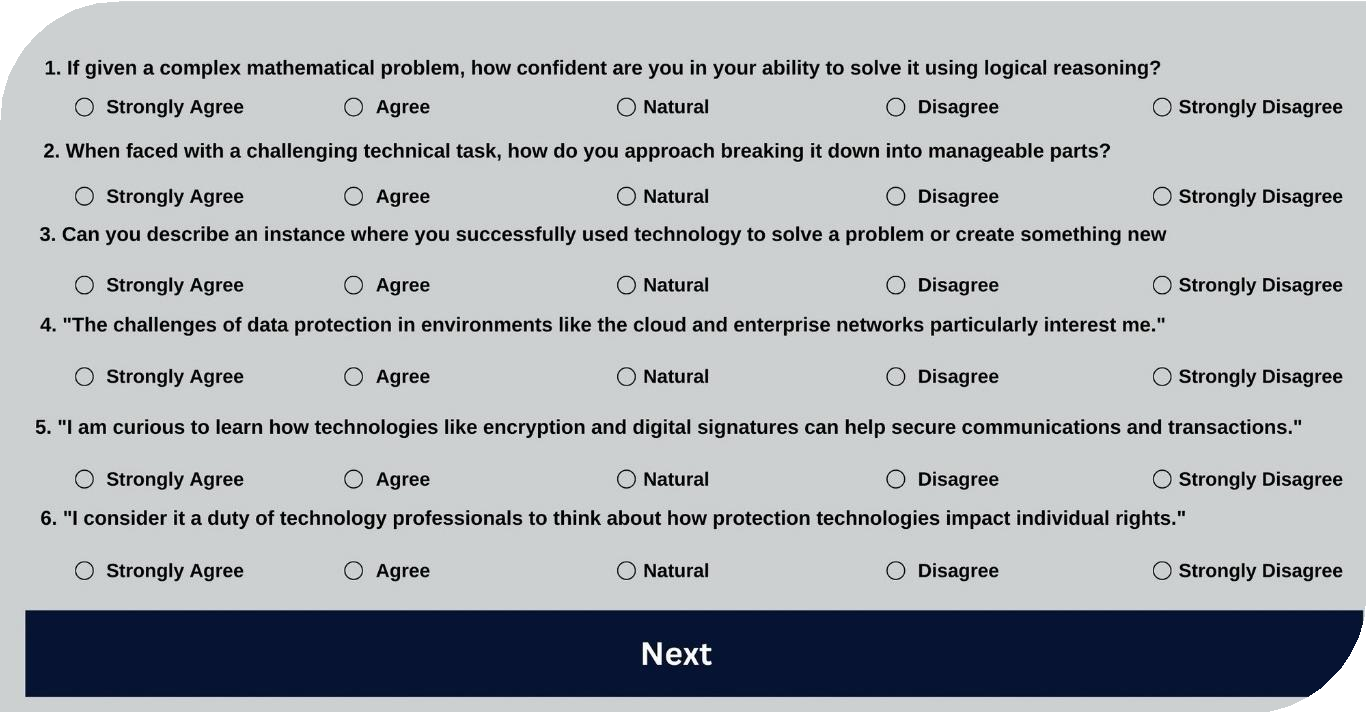 1. If given a complex mathematical problem, how confident are you in your ability to solve it using logical reasoning?
Strongly Agree Agree Natural Disagree Strongly Disagree
2. When faced with a challenging technical task, how do you approach breaking it down into manageable parts?
Strongly Agree Agree Natural Disagree Strongly Disagree
3. Can you describe an instance where you successfully used technology to solve a problem or create something new
Strongly Agree Agree Natural Disagree Strongly Disagree
4. "The challenges of data protection in environments like the cloud and enterprise networks particularly interest me."
Strongly Agree Agree Natural Disagree Strongly Disagree
5. "I am curious to learn how technologies like encryption and digital signatures can help secure communications and transactions."
Strongly Agree Agree Natural Disagree Strongly Disagree
6. "I consider it a duty of technology professionals to think about how protection technologies impact individual rights."
Strongly Agree Agree Natural Disagree Strongly Disagree
Next